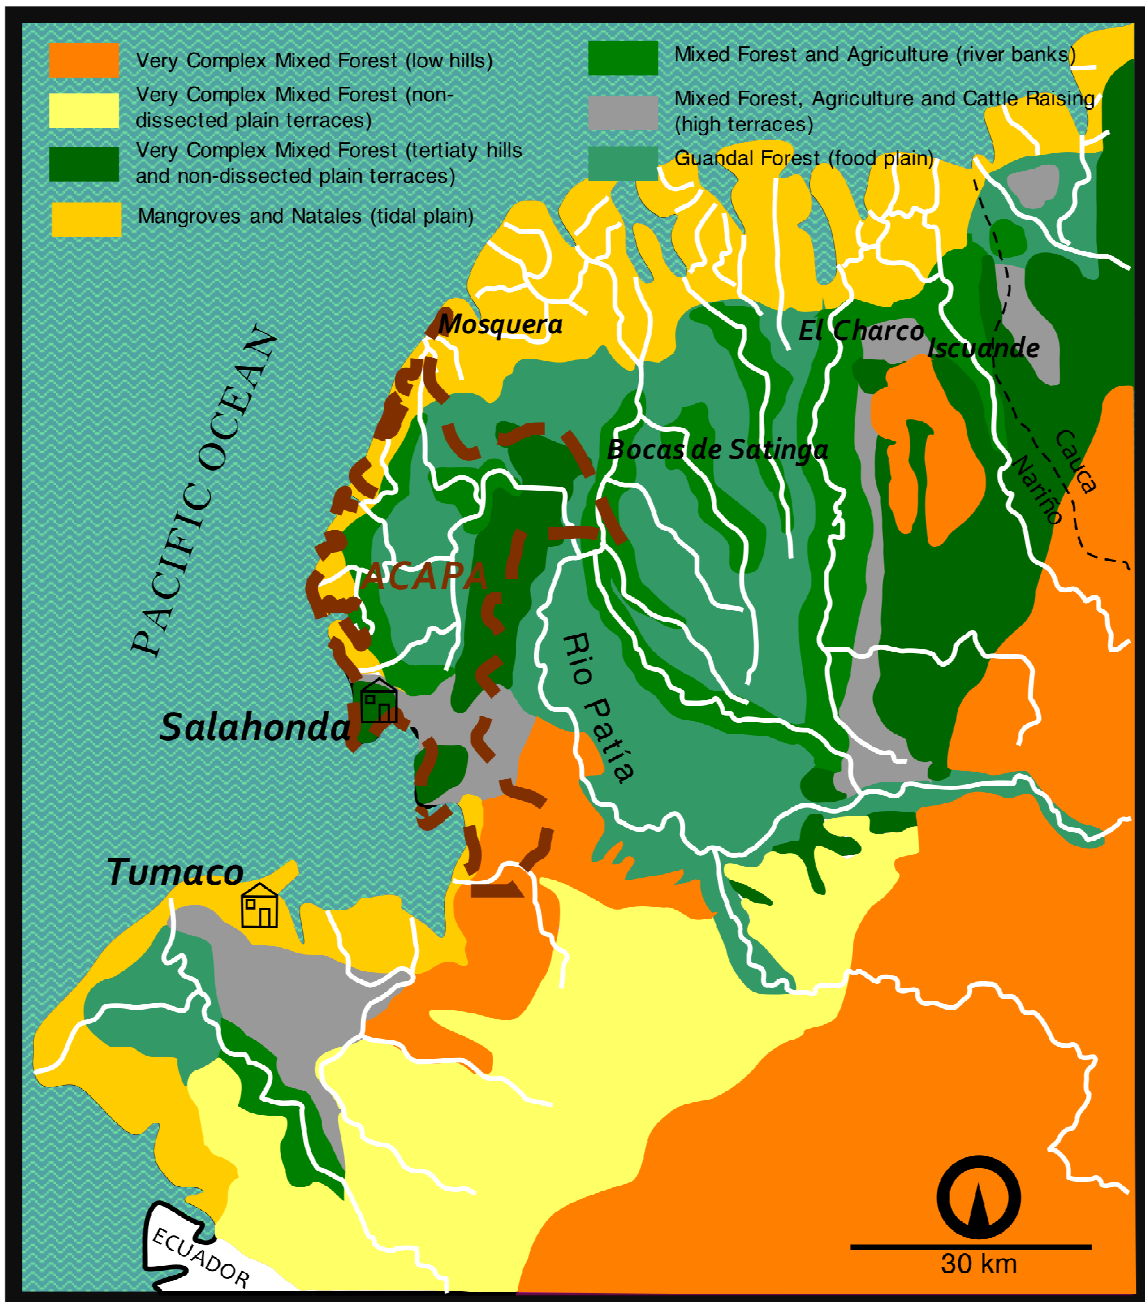 Very Complex Mixed Forest (low hills)
Very Complex Mixed Forest (non-
dissected plain terraces)
Very Complex Mixed Forest (tertiaty hills
and non-dissected plain terraces)
Mangroves and Natales (tidal plain)
Mixed Forest and Agriculture (river banks)
Mixed Forest, Agriculture and Cattle Raising
(high terraces)
Guandal Forest (food plain)
Mosquera
El Charco
Iscuande
PACIFIC OCEAN
Bocas de Satinga
Cauca
Nariño
ACAPA
Rio Patía
Salahonda
Tumaco
ECUADOR
30 km